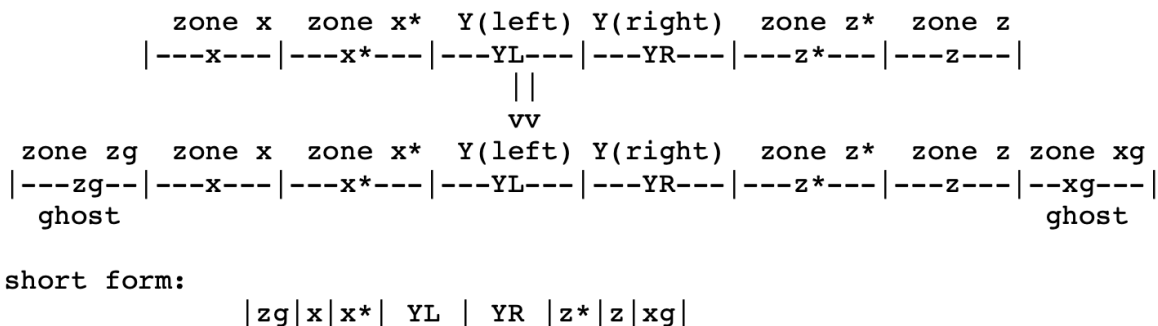 zone x  zone x*  Y(left) Y(right)  zone z*  zone z
|---x---|---x*---|---YL---|---YR---|---z*---|---z---|
||
vv
zone zg  zone x  zone x*  Y(left) Y(right)  zone z*  zone z zone xg
|---zg--|---x---|---x*---|---YL---|---YR---|---z*---|---z---|--xg---|
ghost ghost
short form:
|zg|x|x*| YL | YR |z*|z|xg|